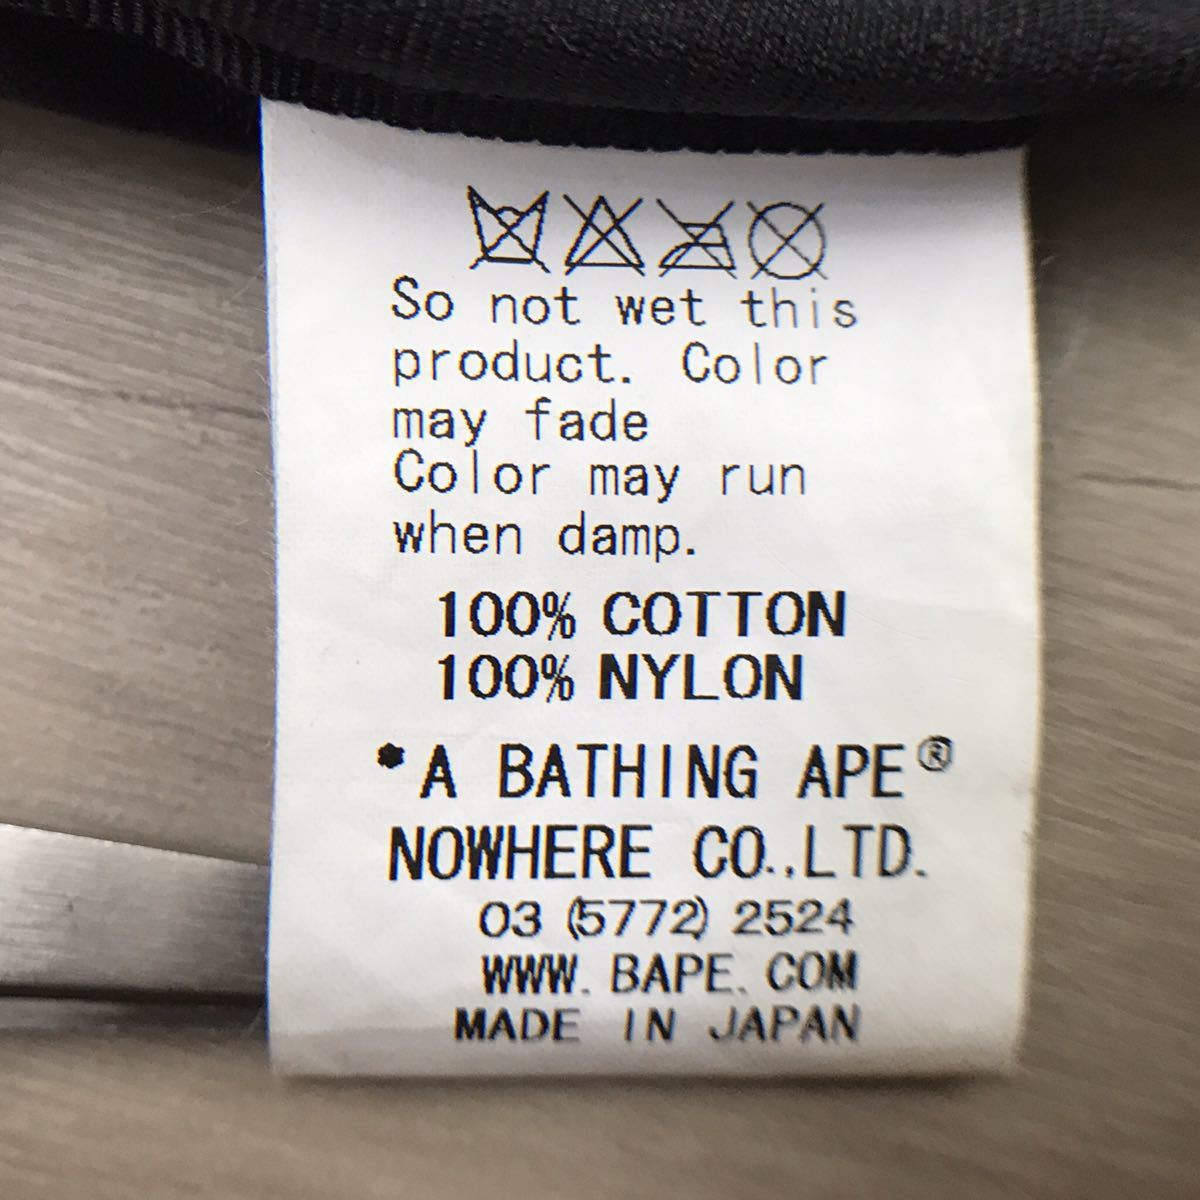 So not wet this
product. Color
may fade
Color may run
when damp.
100% COTTON
100% NYLON
*A BATHING APE®
NOWHERE CO.,LTD.
03 (5772) 2524
WWW. BAPE. COM
MADE IN JAPAN